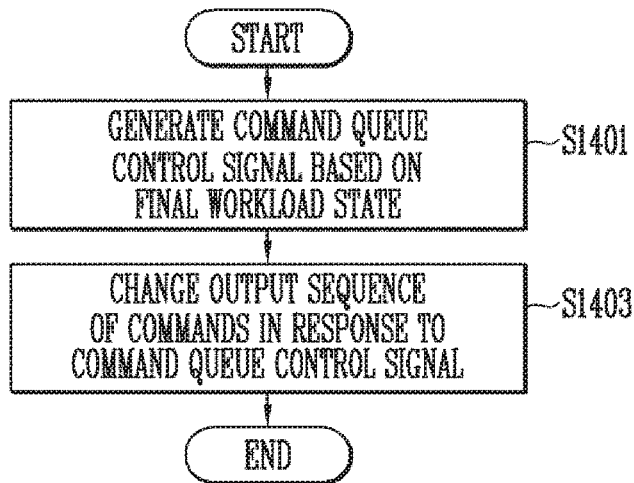 START
GENERATE COMMAND QUEUE
CONTROL SIGNAL BASED ON
FINAL WORKLOAD STATE
S1401
CHANGE OUTPUT SEQUENCE
OF COMMANDS IN RESPONSE TO
COMMAND QUEUE CONTROL SIGNAL
S1403
END